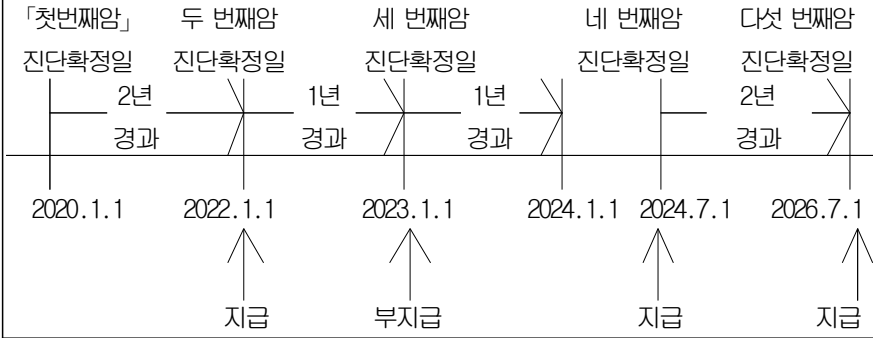 「첫번째암」 두 번째암 세 번째암 네 번째암 다섯 번째암
진단확정일 진단확정일 진단확정일 진단확정일 진단확정일
2년 1년 1년 2년
경과 경과 경과 경과
2020.1.1 2022.1.1 2023.1.1 2024.1.1 2024.7.1 2026.7.1
지급 부지급 지급 지급